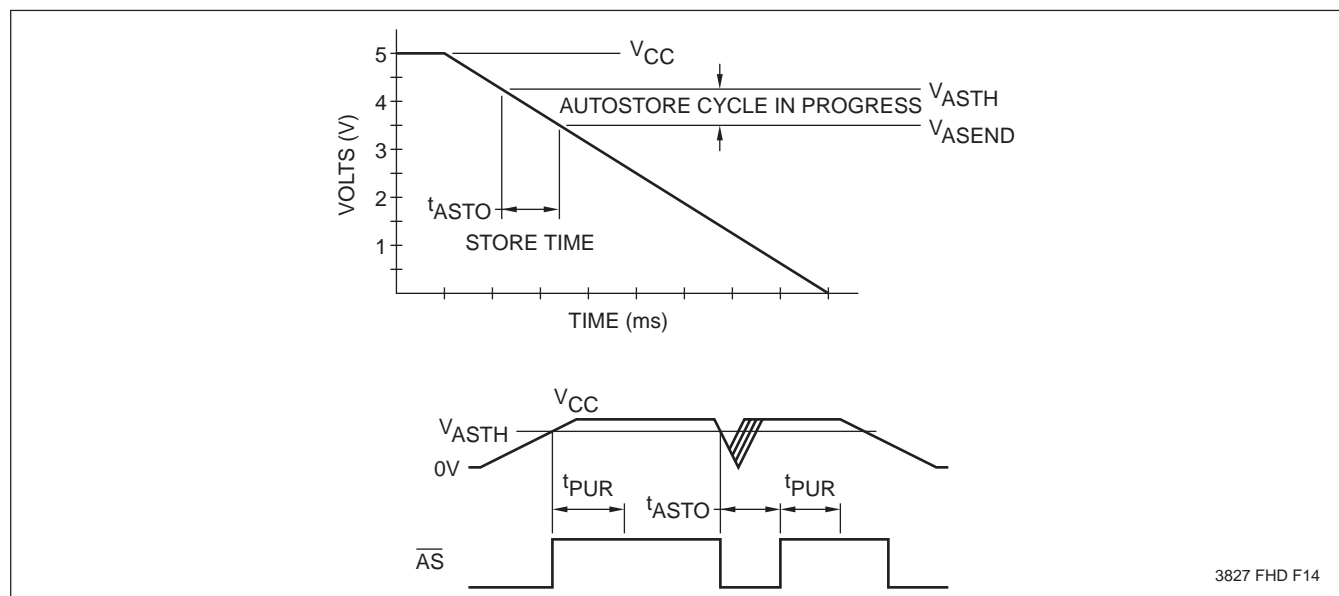 5
4
3
2
1
VOLTS (V)
VCC
VASTH
AUTOSTORE CYCLE IN PROGRESS
VASEND
tASTO
STORE TIME
TIME (ms)
VCC
VASTH
0V
tPUR
tASTO
tPUR
AS
3827 FHD F14